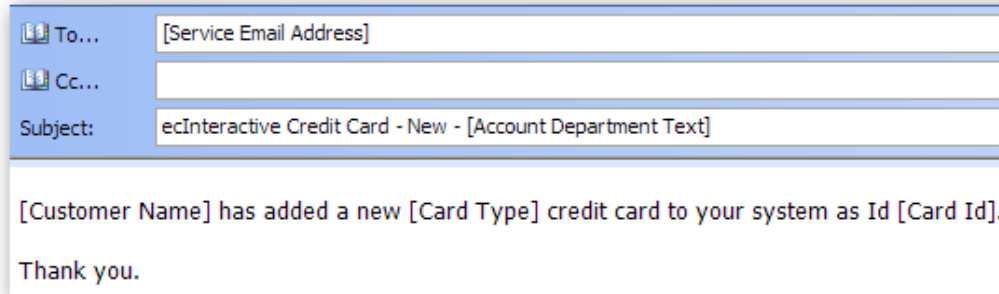 To... [Service Email Address]
Cc...
Subject: ecInteractive Credit Card - New - [Account Department Text]
[Customer Name] has added a new [Card Type] credit card to your system as Id [Card Id].
Thank you.